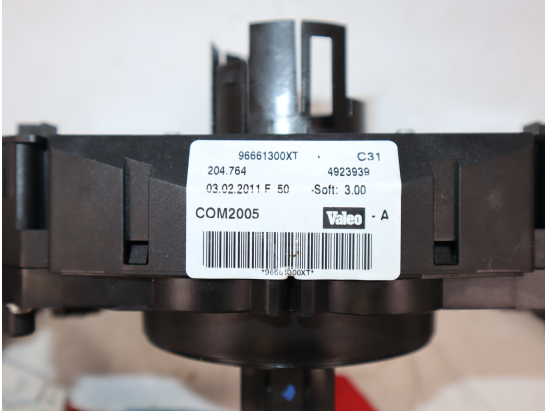 96661300XT . C31
204.764 4923939
03.02.2011 F 50 -Soft: 3.00
COM2005 Valeo - A
*96661300XT*